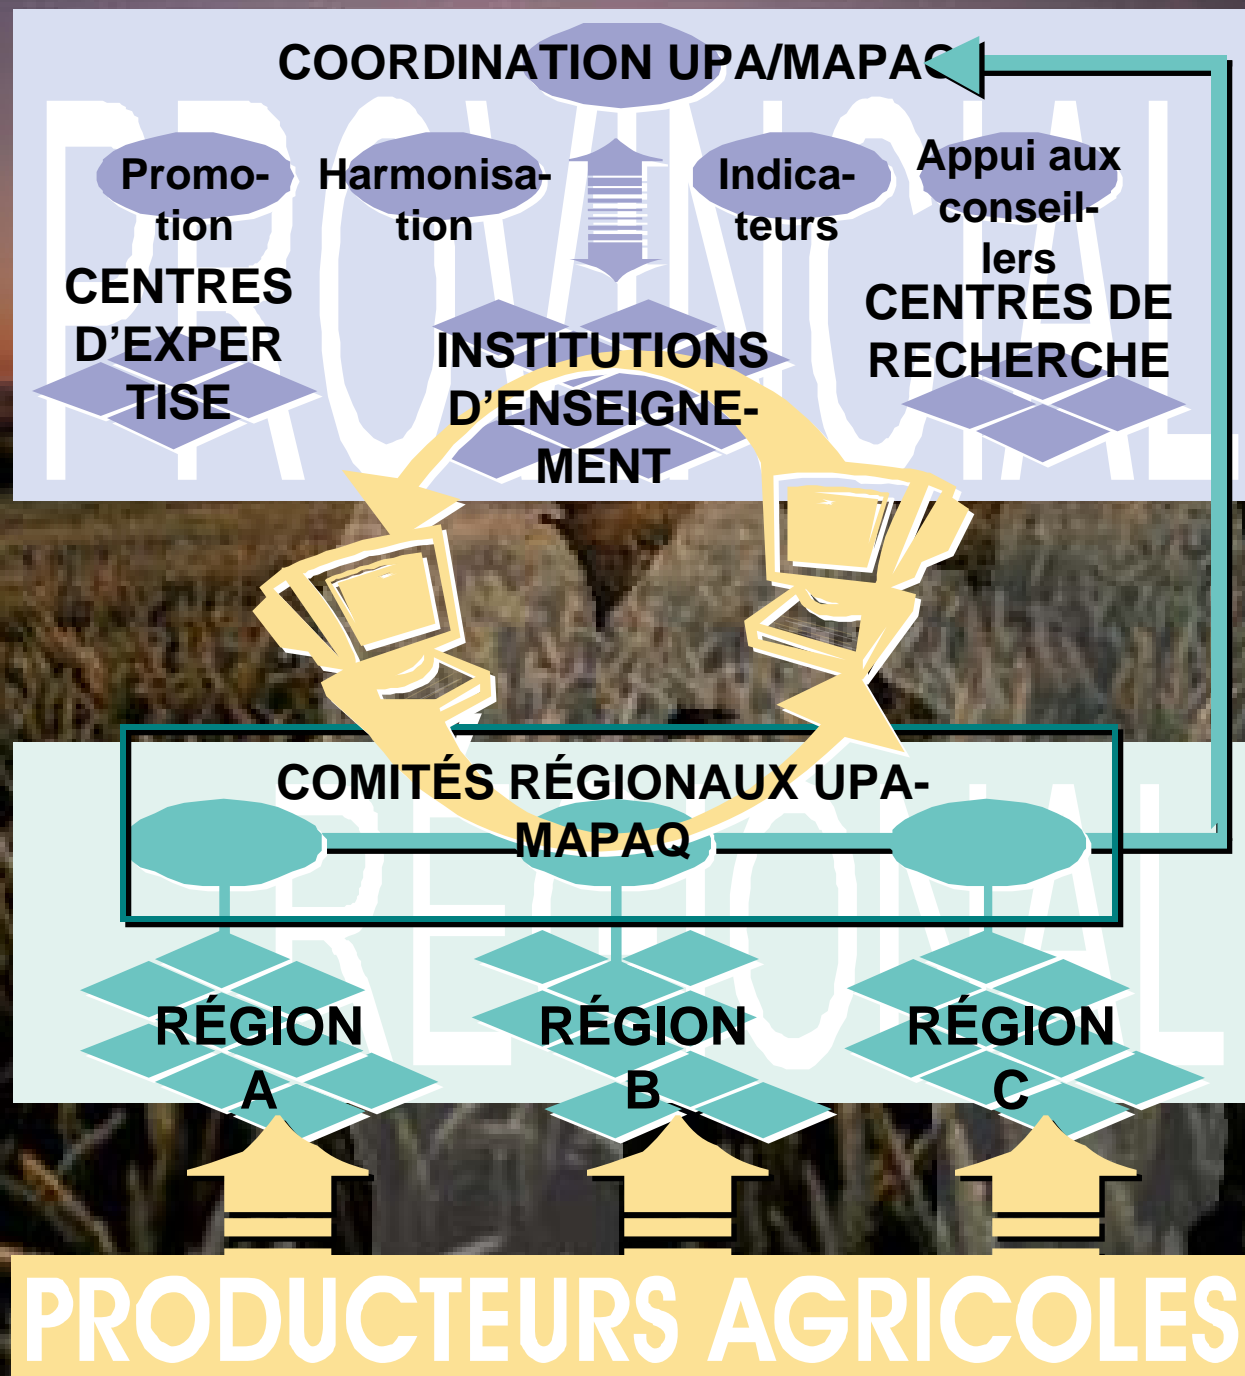 COORDINATION UPA/MAPAQ
PROVINCIAL
Promo-
tion
Harmonisa-
tion
Indica-
teurs
Appui aux
conseil-
lers
CENTRES
D’EXPER
TISE
INSTITUTIONS
D’ENSEIGNE-
MENT
CENTRES DE
RECHERCHE
COMITÉS RÉGIONAUX UPA-
MAPAQ
RÉGIONAL
RÉGION
A
RÉGION
B
RÉGION
C
PRODUCTEURS AGRICOLES